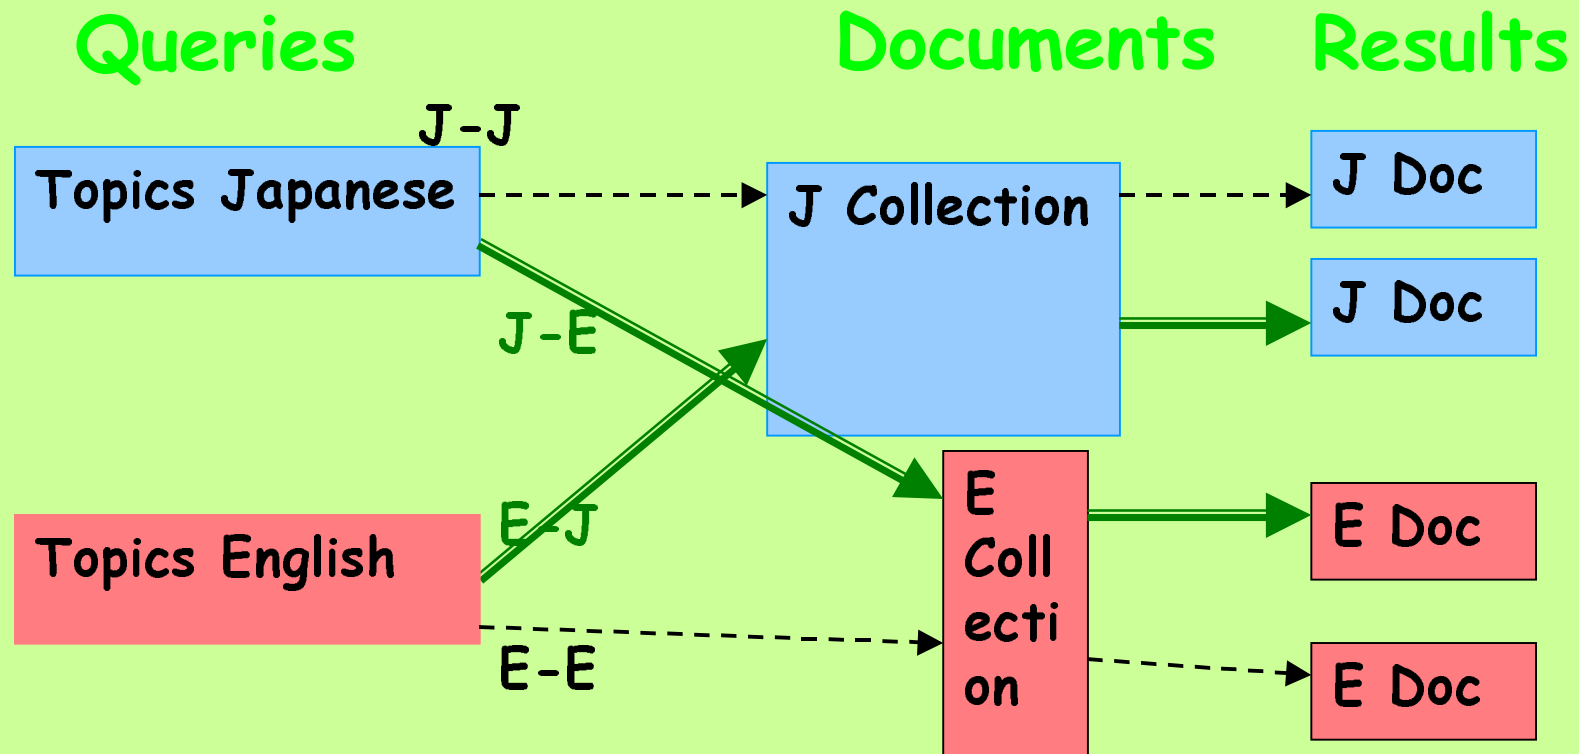 Queries
Documents
Results
J-J
Topics Japanese
J Collection
J Doc
J Doc
J-E
E-J
Topics English
E-E
E
Coll
ecti
on
E Doc
E Doc